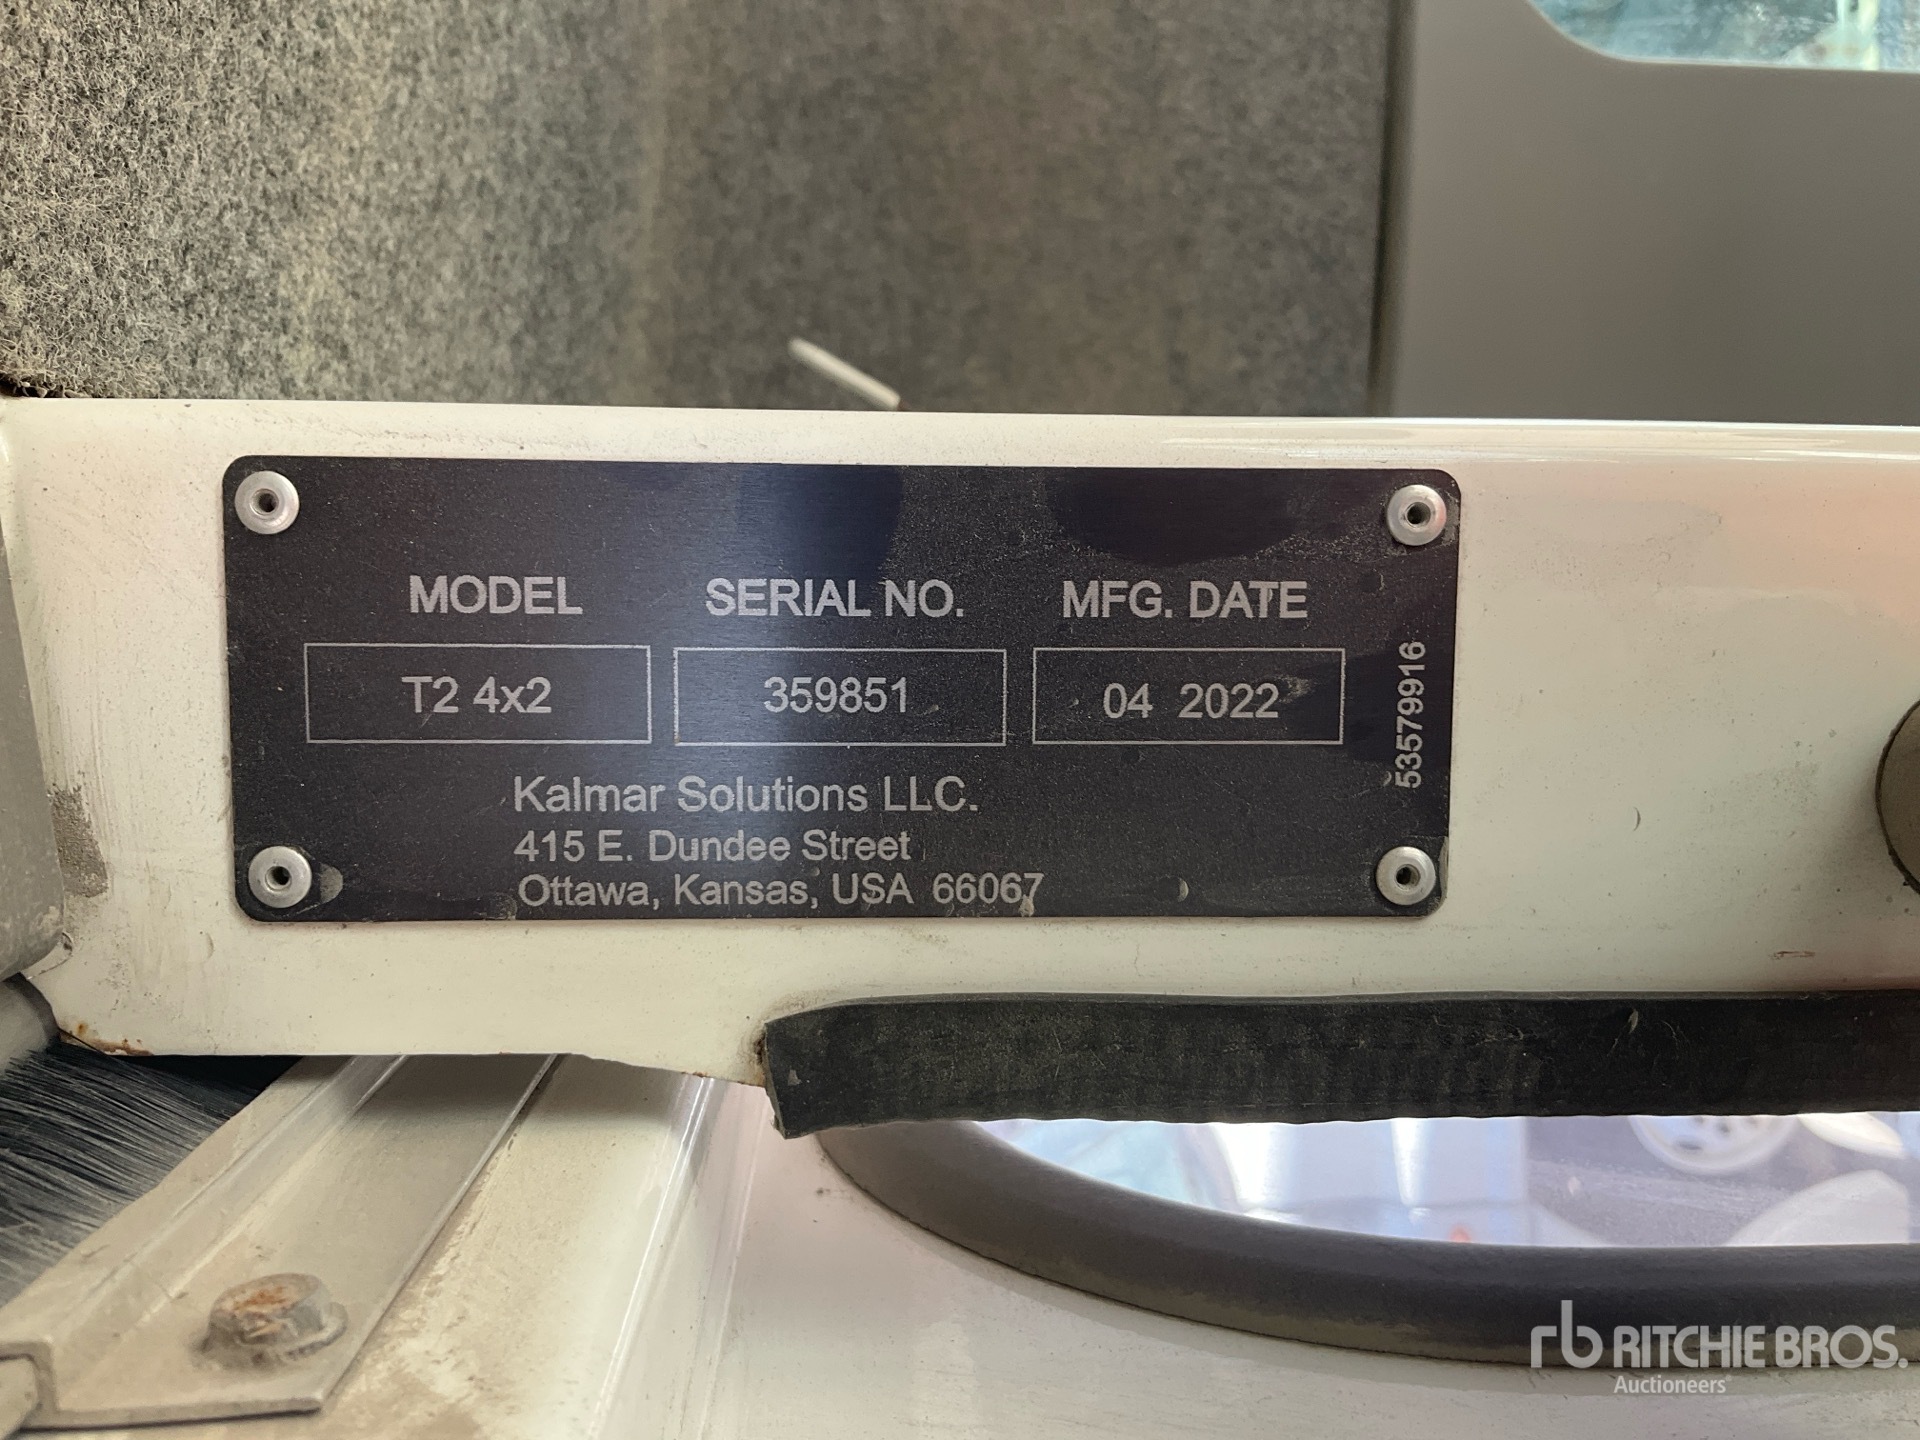 MODEL SERIAL NO. MFG. DATE
T2 4x2 359851 04 2022
53579916
Kalmar Solutions LLC.
415 E. Dundee Street
Ottawa, Kansas, USA 66067
rb RITCHIE BROS.
Auctioneers